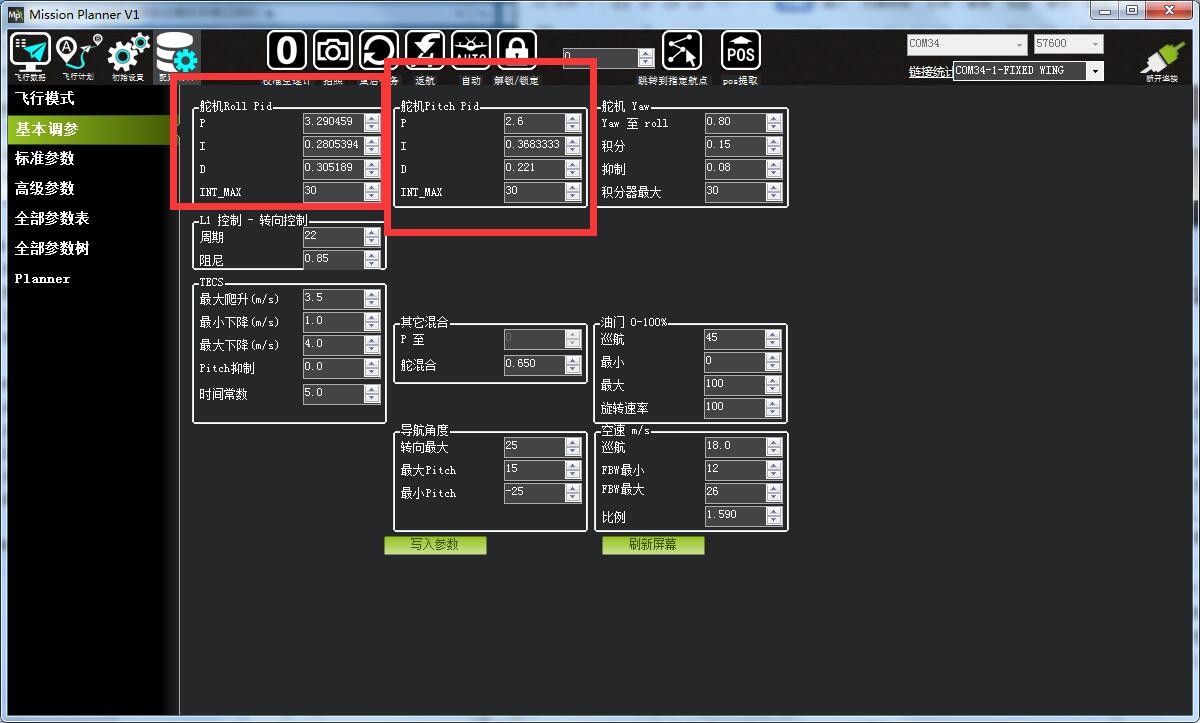 Mission Planner V1
飞行数据
飞行计划
初始设置
拍照
返航
AUTO
自动
解锁/锁定
0
跳转到指定航点
POS
pos提取
COM34
57600
链接统计
COM34-1-FIXED WING
断开连接
飞行模式
基本调参
标准参数
高级参数
全部参数表
全部参数树
Planner
舵机Roll Pid
P 3.290459
I 0.2805394
D 0.305189
INT_MAX 30
舵机Pitch Pid
P 2.6
I 0.3683333
D 0.221
INT_MAX 30
舵机 Yaw
Yaw 至 roll 0.80
积分 0.15
抑制 0.08
积分器最大 30
L1 控制 - 转向控制
周期 22
阻尼 0.85
TECS
最大爬升(m/s) 3.5
最小下降(m/s) 1.0
最大下降(m/s) 4.0
Pitch抑制 0.0
时间常数 5.0
其它混合
P 至 0
舵混合 0.650
油门 0-100%
巡航 45
最小 0
最大 100
旋转速率 100
导航角度
转向最大 25
最大Pitch 15
最小Pitch -25
空速 m/s
巡航 18.0
FBW最小 12
FBW最大 26
比例 1.590
写入参数
刷新屏幕